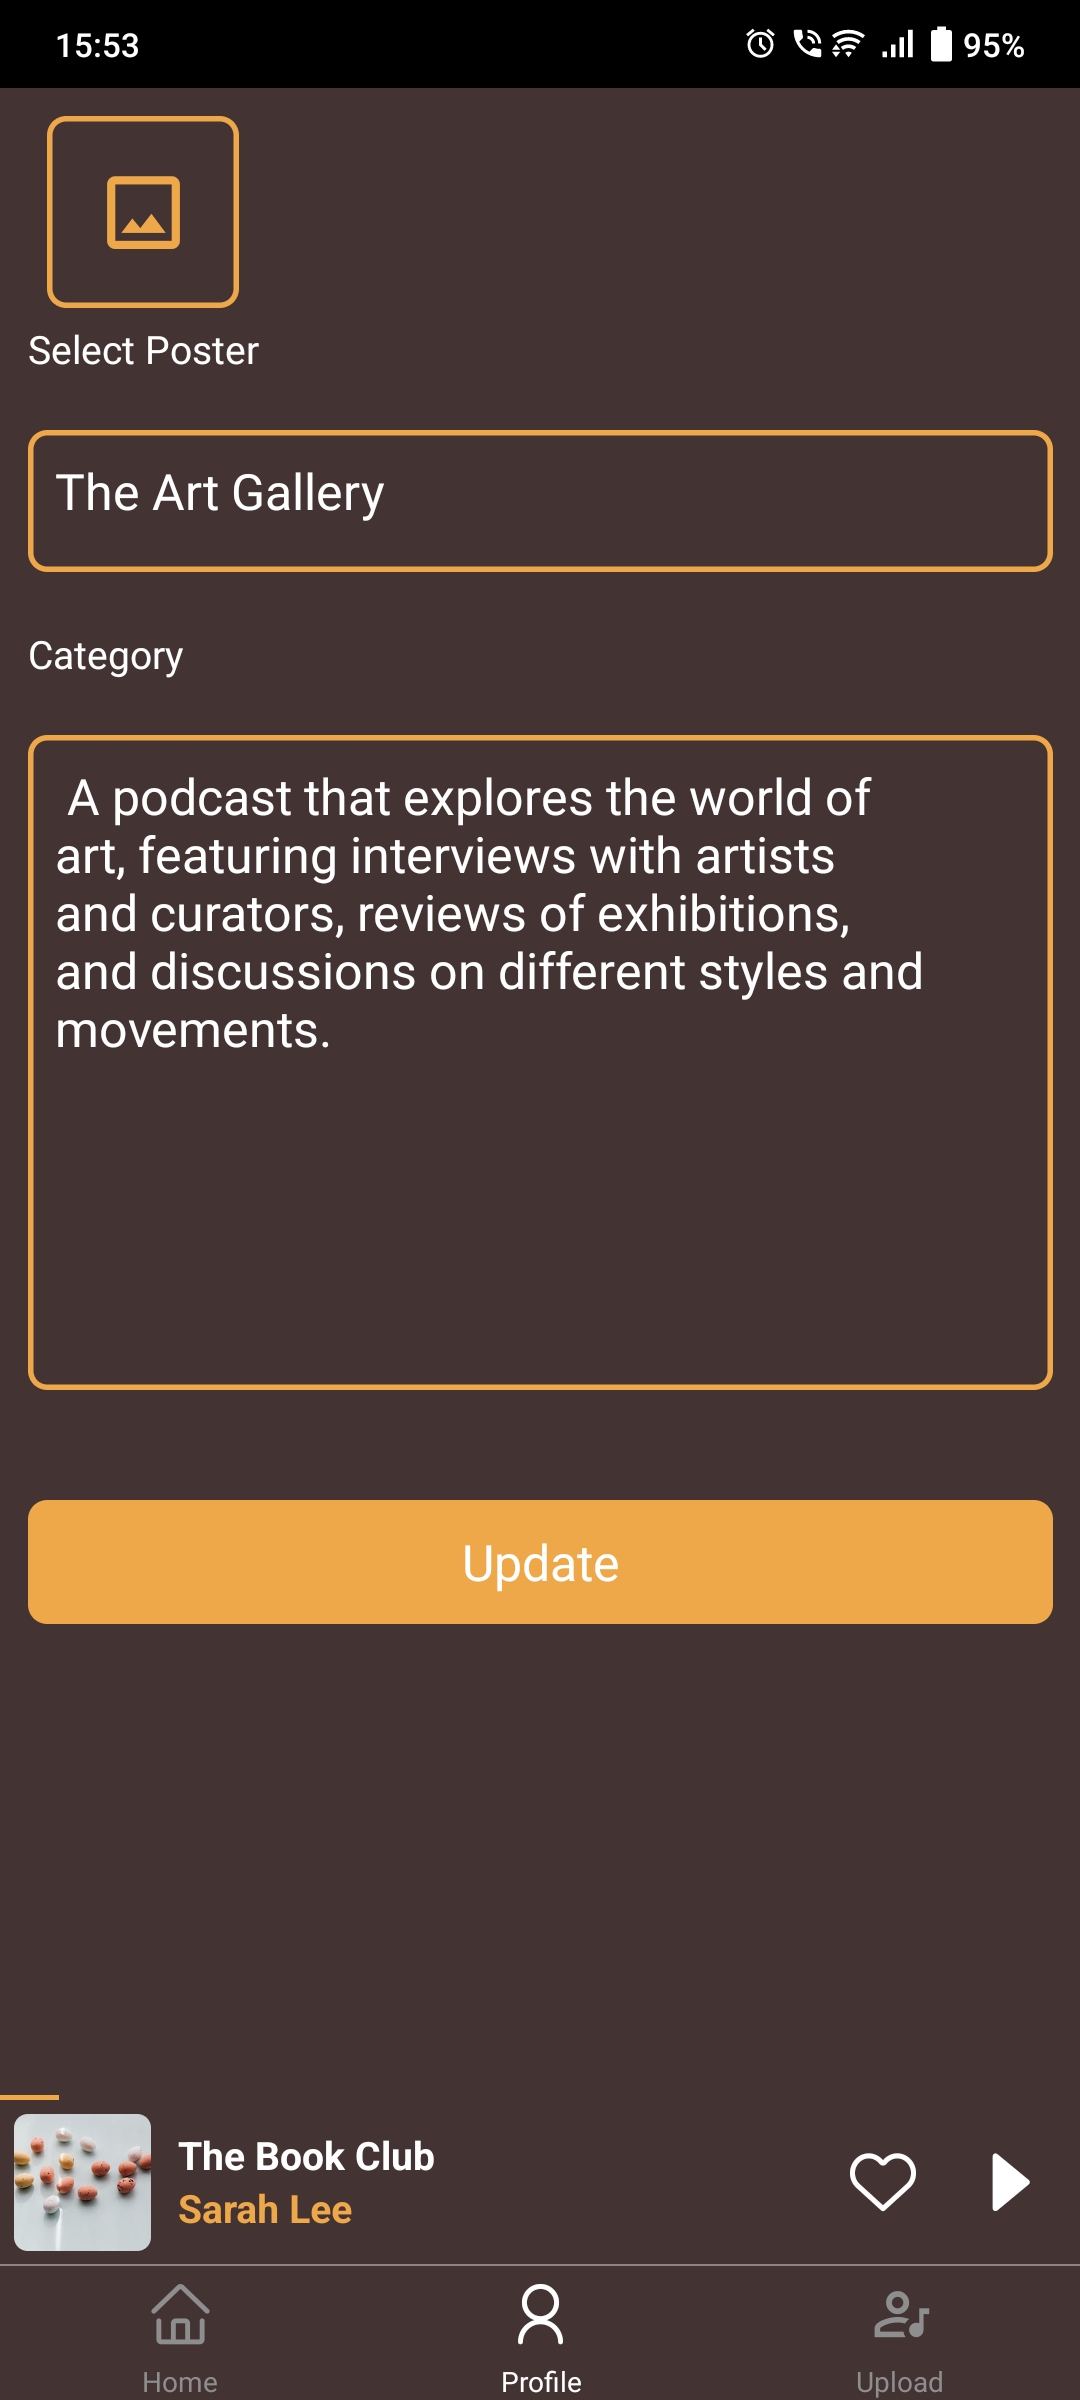 15:53
95%
Select Poster
The Art Gallery
Category
A podcast that explores the world of
art, featuring interviews with artists
and curators, reviews of exhibitions,
and discussions on different styles and
movements.
Update
The Book Club
Sarah Lee
Home
Profile
Upload